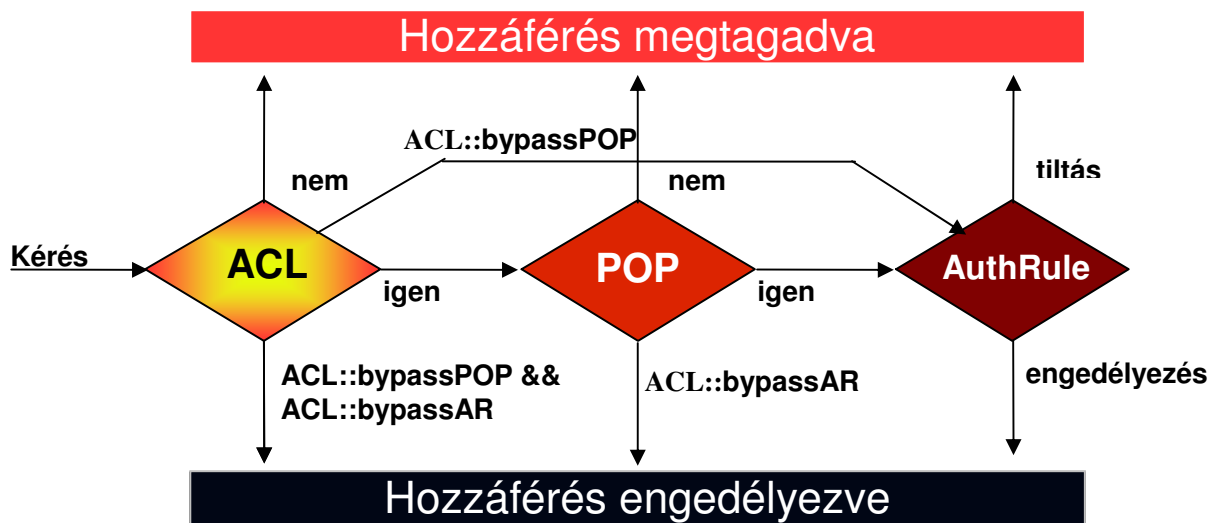 Hozzáférés megtagadva
ACL::bypassPOP
nem
nem
tiltás
Kérés
ACL
POP
AuthRule
igen
igen
ACL::bypassPOP &&
ACL::bypassAR
ACL::bypassAR
engedélyezés
Hozzáférés engedélyezve